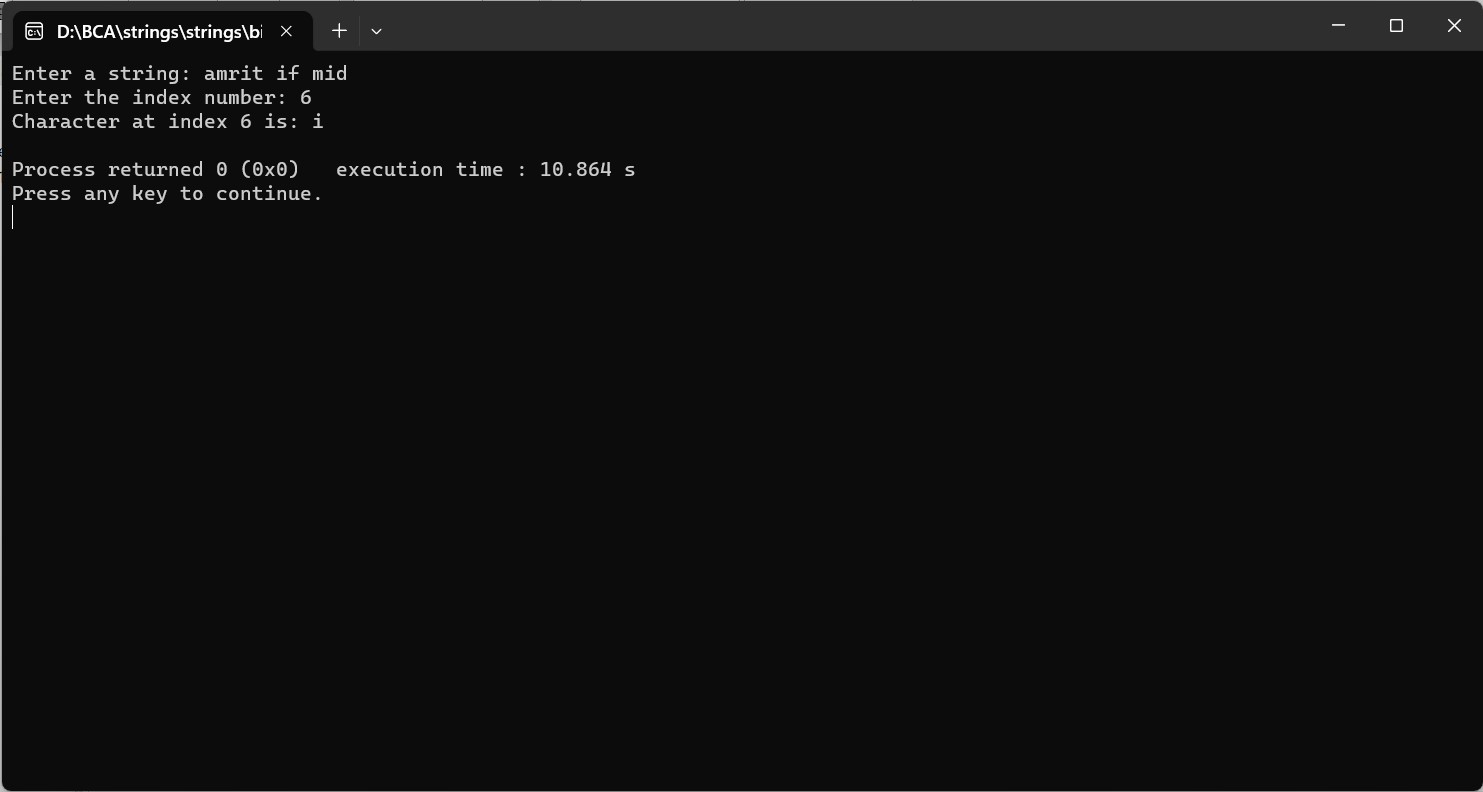 D:\BCA\strings\strings\bi
Enter a string: amrit if mid
Enter the index number: 6
Character at index 6 is: i
Process returned 0 (0x0)   execution time : 10.864 s
Press any key to continue.